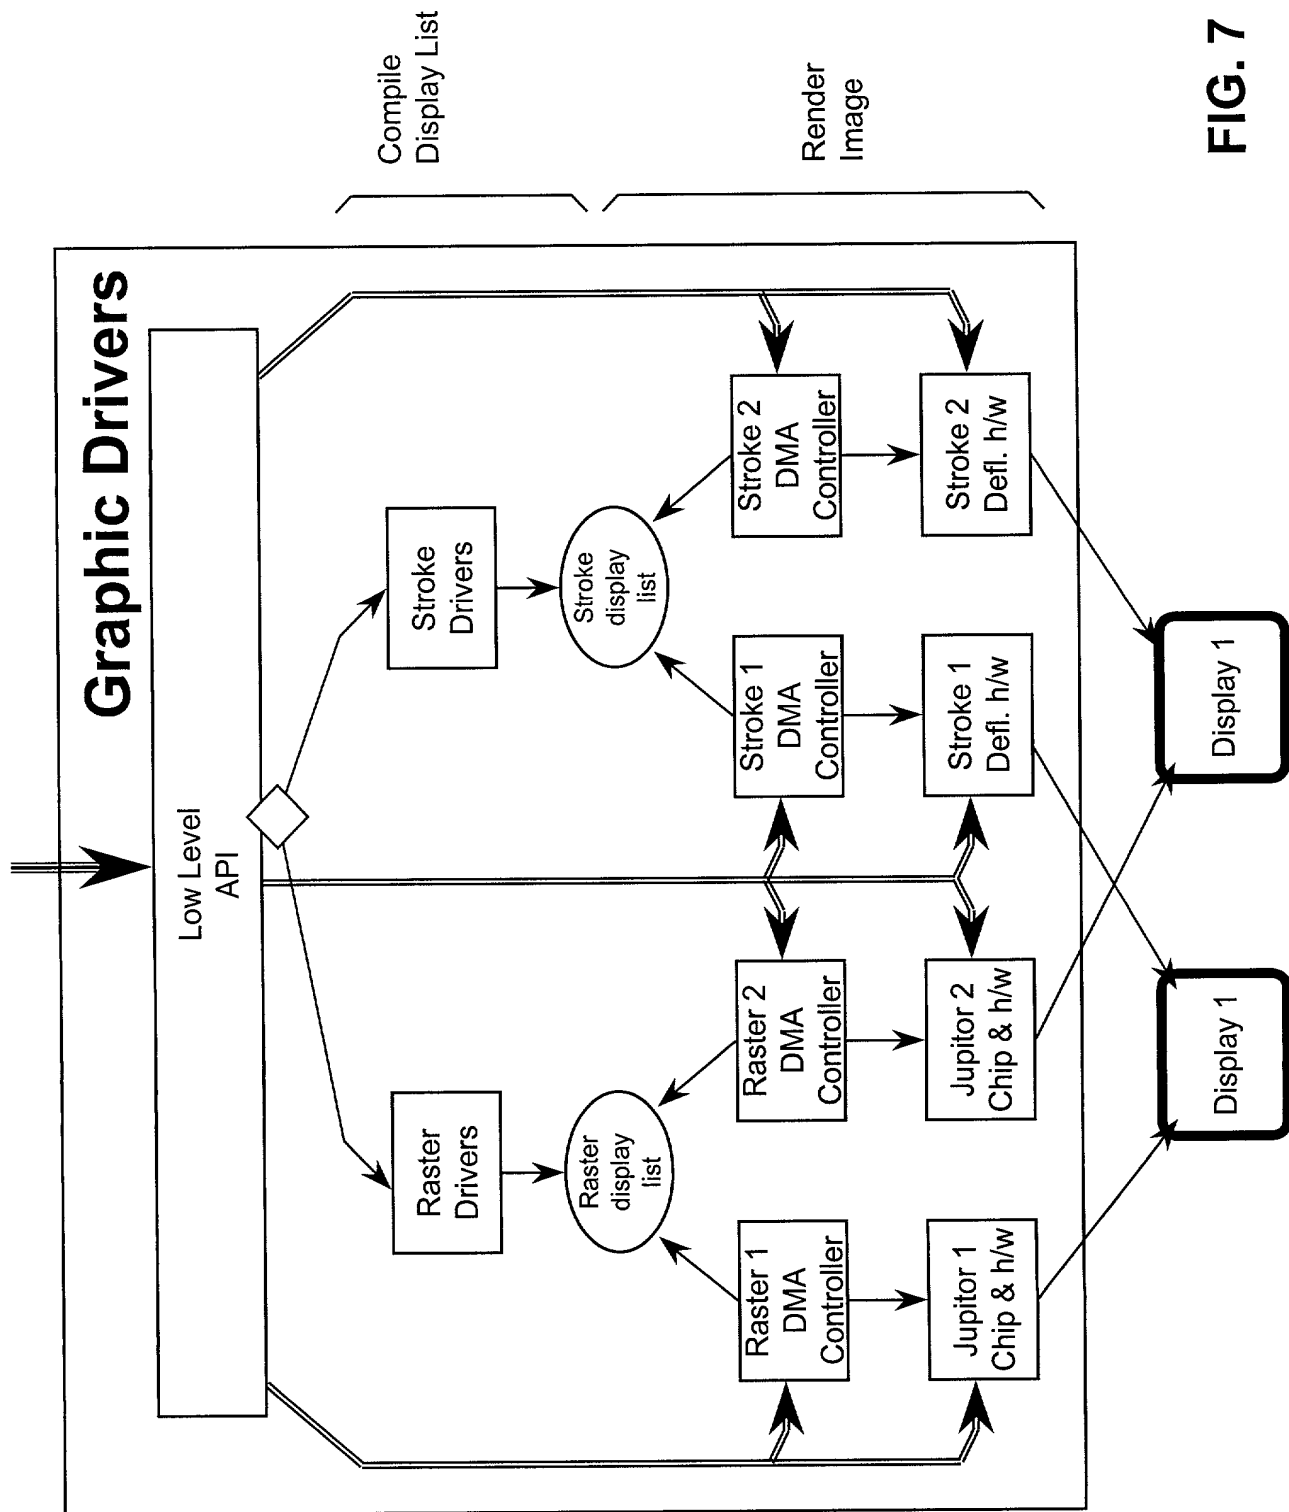 Graphic Drivers
Low Level
API
Compile
Display List
Raster
Drivers
Stroke
Drivers
Raster
display
list
Stroke
display
list
Render
Image
Raster 1
DMA
Controller
Raster 2
DMA
Controller
Stroke 1
DMA
Controller
Stroke 2
DMA
Controller
Jupitor 1
Chip & h/w
Jupitor 2
Chip & h/w
Stroke 1
Defl. h/w
Stroke 2
Defl. h/w
Display 1
Display 1
FIG. 7